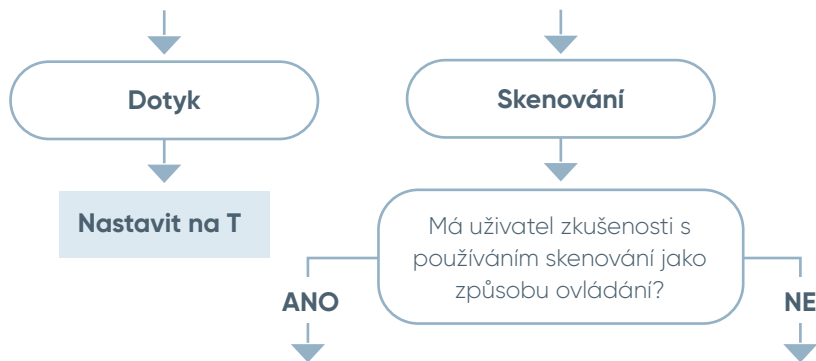 Dotyk
Skenování
Nastavit na T
Má uživatel zkušenosti s
používáním skenování jako
způsobu ovládání?
ANO
NE